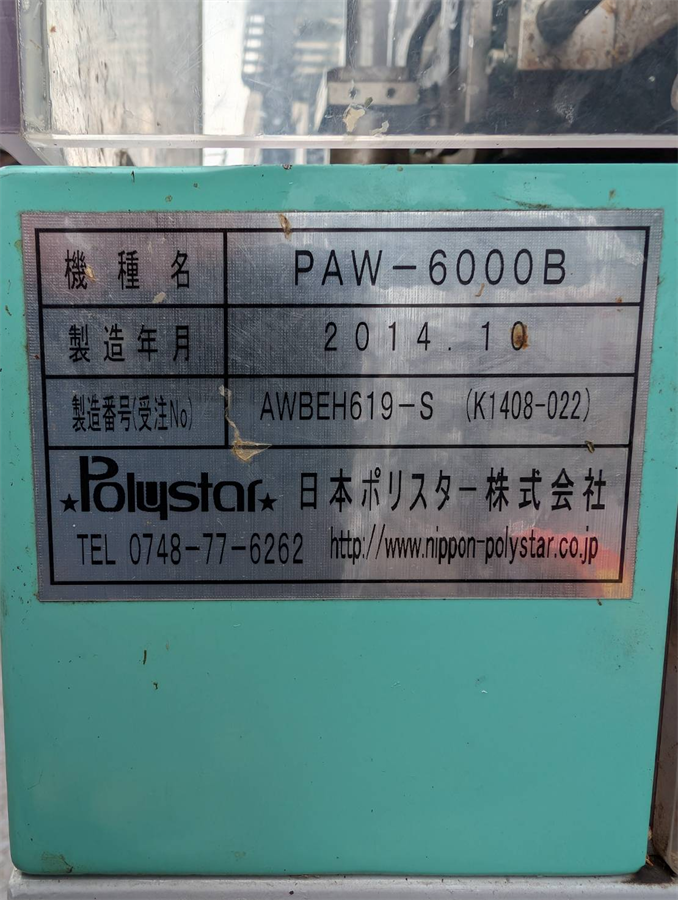 機種名 PAW-6000B
製造年月 2014.10
製造番号(受注No) AWBEH619-S (K1408-022)
★Polystar★ 日本ポリスター株式会社
TEL 0748-77-6262 http://www.nippon-polystar.co.jp